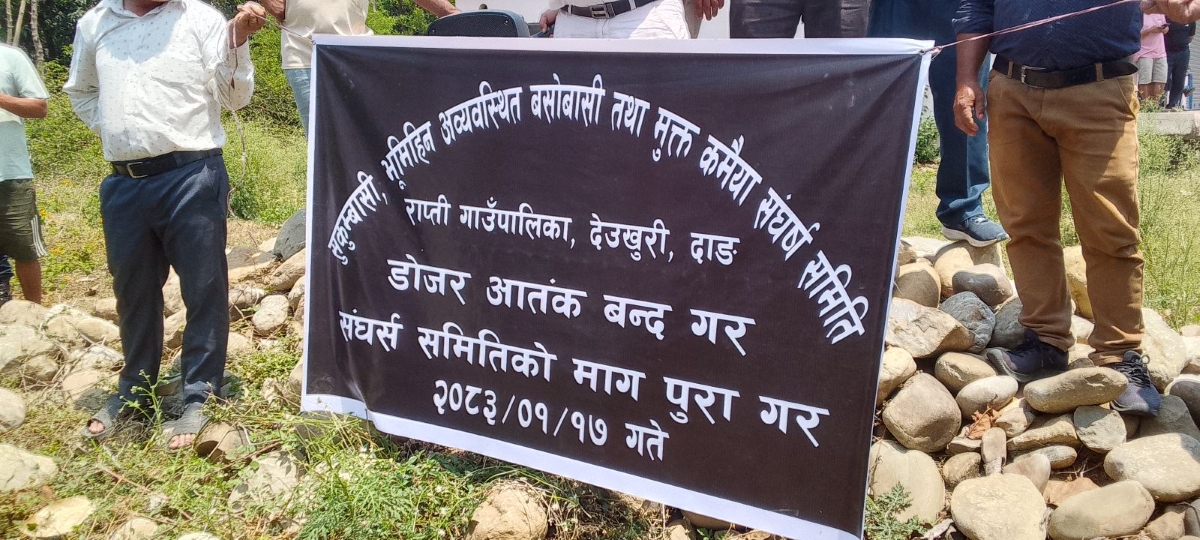 सुकुम्बासी, भूमिहिन अव्यवस्थित बसोबासी तथा मुक्त कमैया संघर्ष समिति
राप्ती गाउँपालिका, देउखुरी, दाङ
डोजर आतंक बन्द गर
संघर्स समितिको माग पुरा गर
२०८३/०१/१७ गते